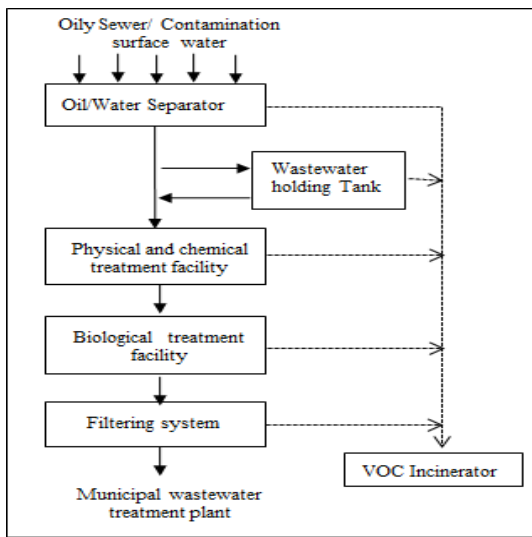 Oily Sewer/ Contamination
surface water
Oil/Water Separator
Wastewater
holding Tank
Physical and chemical
treatment facility
Biological treatment
facility
Filtering system
VOC Incinerator
Municipal wastewater
treatment plant